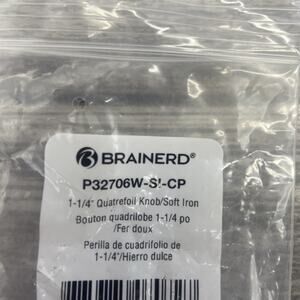 BRAINERD®
P32706W-SI-CP
1-1/4" Quatrefoil Knob/Soft Iron
Bouton quadrilobe 1-1/4 po
/Fer doux
Perilla de cuadrifolio de
1-1/4"/Hierro dulce